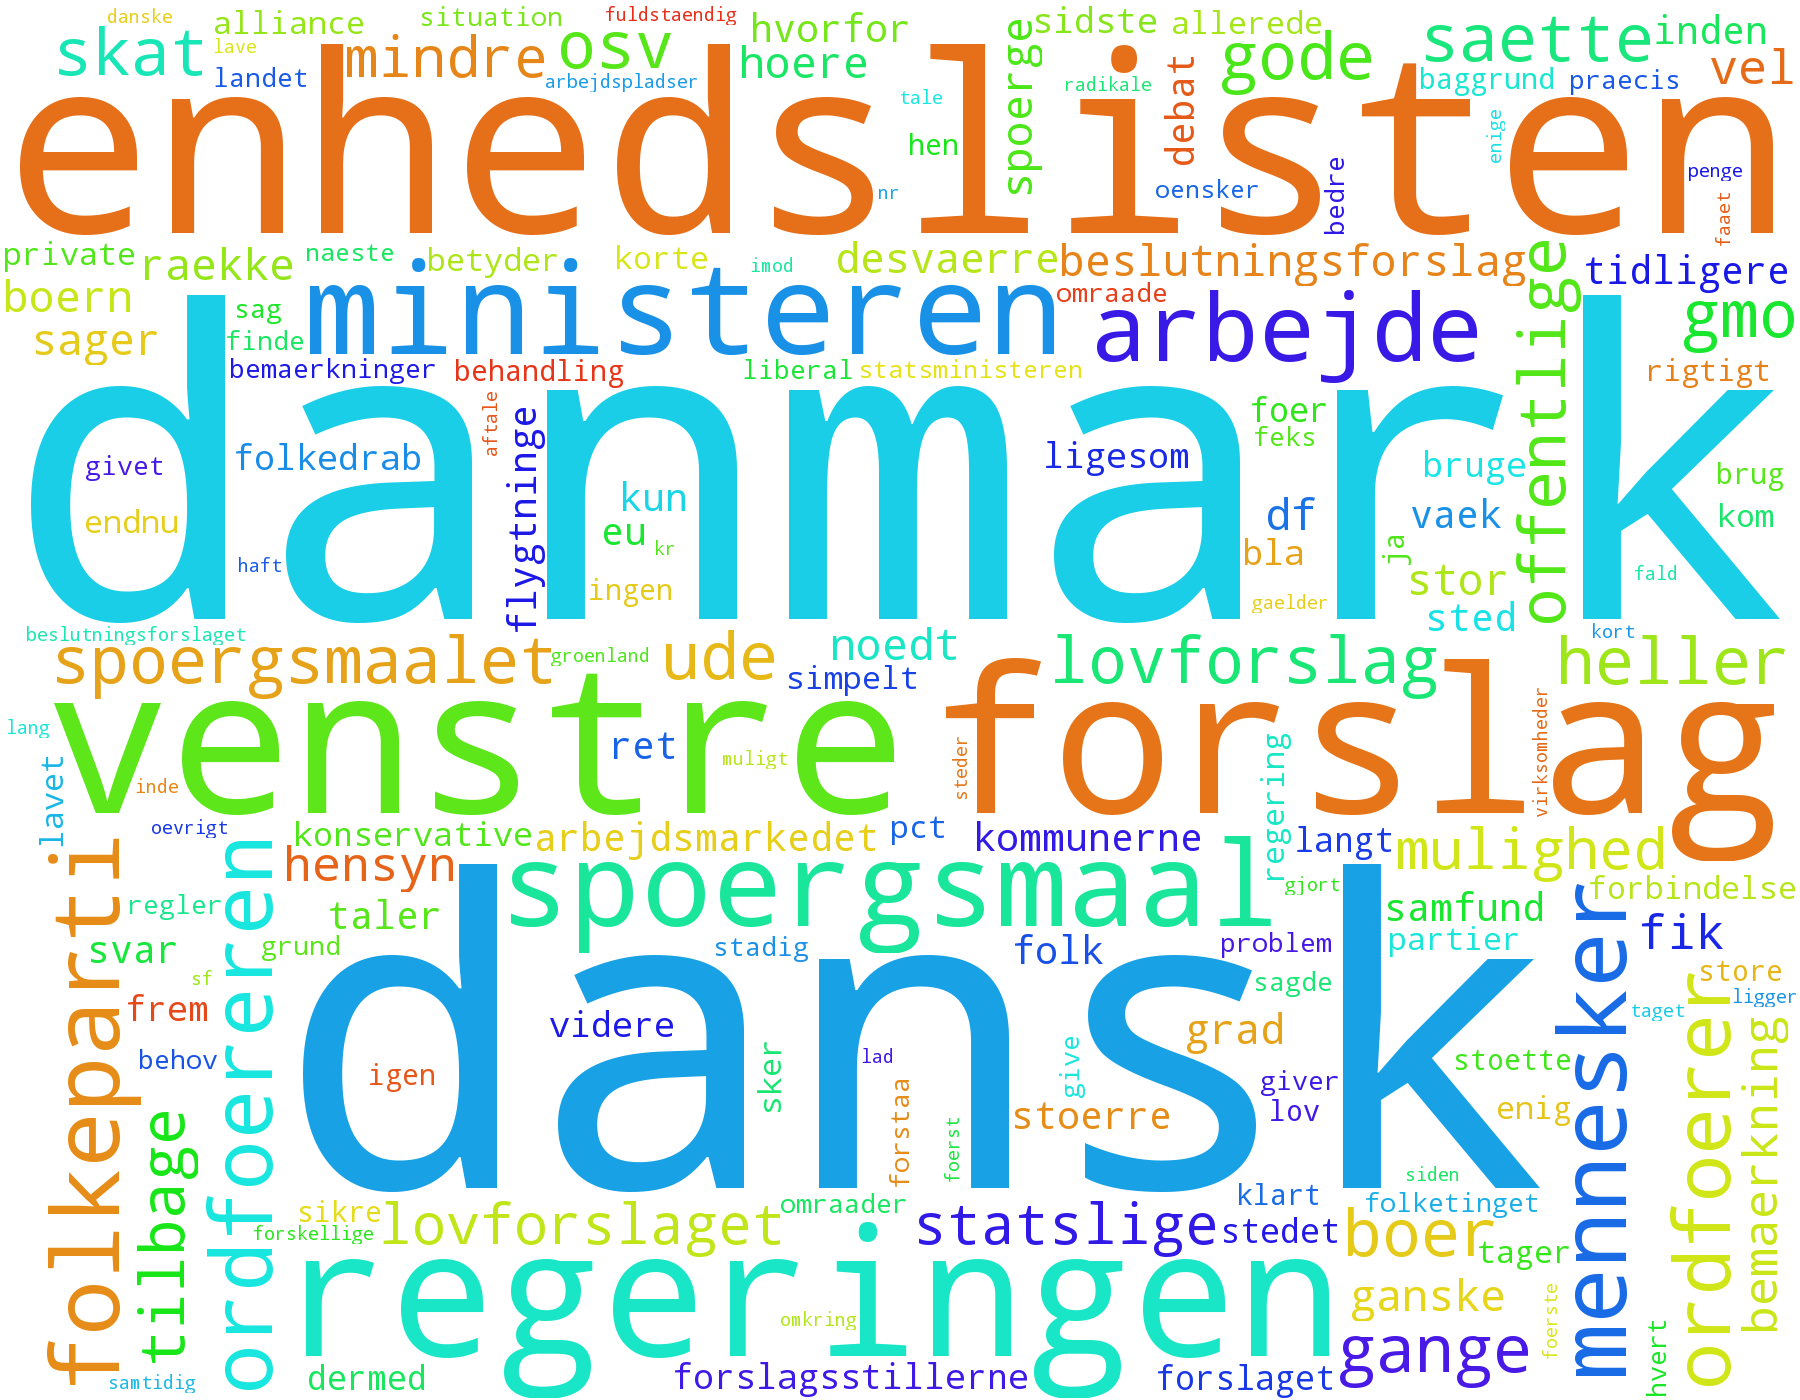 danske
alliance
situation
fuldstaendig
hvorfor
sidste
allerede
saette
inden
skat
lave
landet
mindre
osv
arbejdspladser
hoere
spoerge
radikale
gode
baggrund
praecis
vel
enhedslisten
tale
hen
nr
debat
oensker
bedre
enige
penge
faaet
private
raekke
naeste
betyder
korte
imod
desvaerre
beslutningsforslag
omraade
offentlige
tidligere
boern
sag
finde
sager
ministeren
arbejde
gmo
bemaerkninger
behandling
liberal
statsministeren
rigtigt
danmark
givet
folkedrab
aftale
flygtninge
endnu
haft
kun
eu
kr
ingen
ligesom
foer
feks
df
bla
ja
gaelder
bruge
vaek
stor
sted
brug
kom
fald
kort
beslutningsforslaget
spoergsmaalet
groenland
ude
noedt
simpelt
lovforslag
heller
lang
lavet
venstre
inde
ret
muligt
forslag
steder
regering
virksomheder
oevrigt
konservative
arbejdsmarkedet
pct
kommunerne
langt
mulighed
hensyn
spoergsmaal
gjort
forbindelse
folkeparti
regler
svar
sf
frem
behov
tilbage
ordfoereren
taler
grund
stadig
folk
problem
sagde
samfund
partier
mennesker
fik
store
ligger
taget
ordfoerer
bemaerkning
dansk
igen
videre
sker
lad
forstaa
foerst
give
stoerre
grad
giver
lov
stoette
enig
siden
sikre
forskellige
lovforslaget
omraader
statslige
klart
stedet
folketinget
boer
tager
regeringen
omkring
ganske
foerste
gange
hvert
samtidig
dermed
forslagsstillerne
forslaget